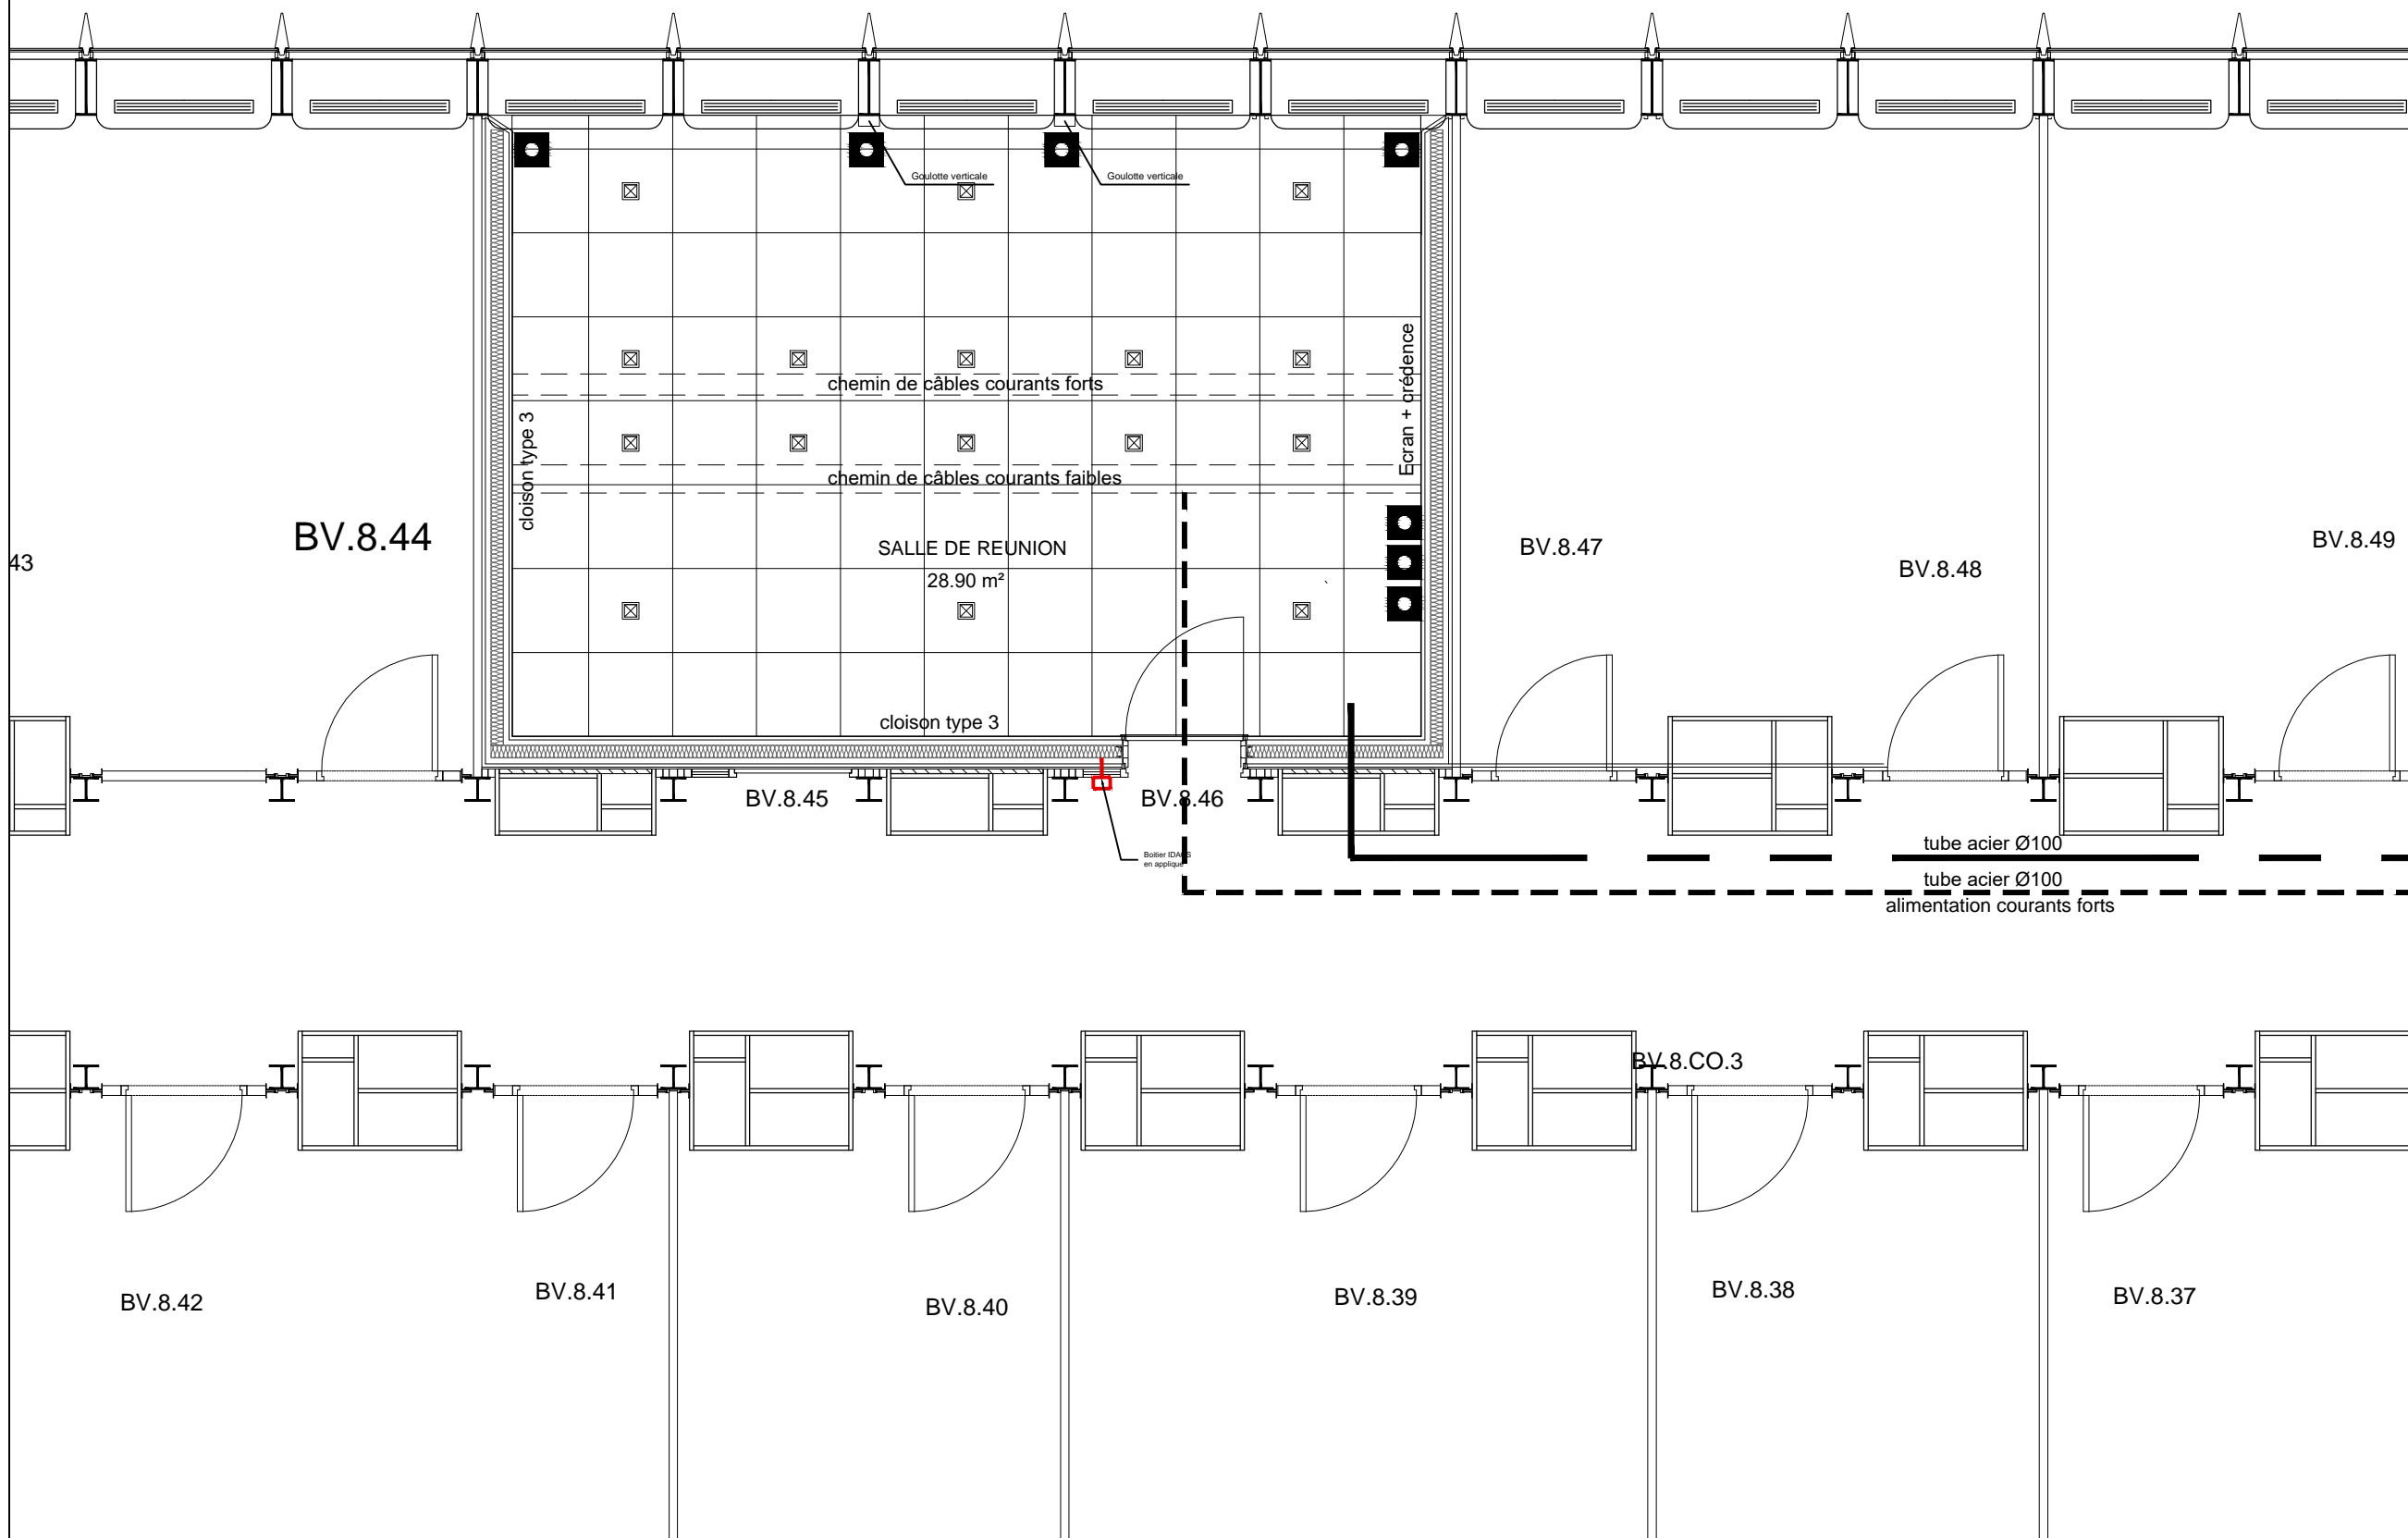 Goulotte verticale
Goulotte verticale
chemin de câbles courants forts
Ecran + crédence
cloison type 3
chemin de câbles courants faibles
BV.8.44
SALLE DE REUNION
28.90 m²
43
BV.8.47
BV.8.48
BV.8.49
cloison type 3
BV.8.45
BV.8.46
Boitier
en applique
tube acier Ø100
tube acier Ø100
alimentation courants forts
BV.8.CO.3
BV.8.42
BV.8.41
BV.8.40
BV.8.39
BV.8.38
BV.8.37